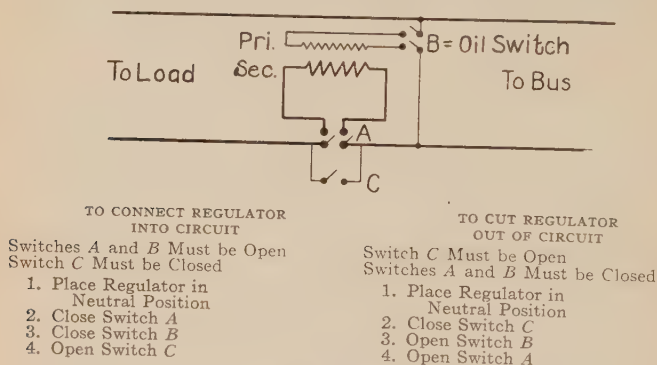 Pri.
B = Oil Switch
To Load
Sec.
To Bus
A
C
TO CONNECT REGULATOR
INTO CIRCUIT
Switches A and B Must be Open
Switch C Must be Closed
1. Place Regulator in
Neutral Position
2. Close Switch A
3. Close Switch B
4. Open Switch C
TO CUT REGULATOR
OUT OF CIRCUIT
Switch C Must be Open
Switches A and B Must be Closed
1. Place Regulator in
Neutral Position
2. Close Switch C
3. Open Switch B
4. Open Switch A